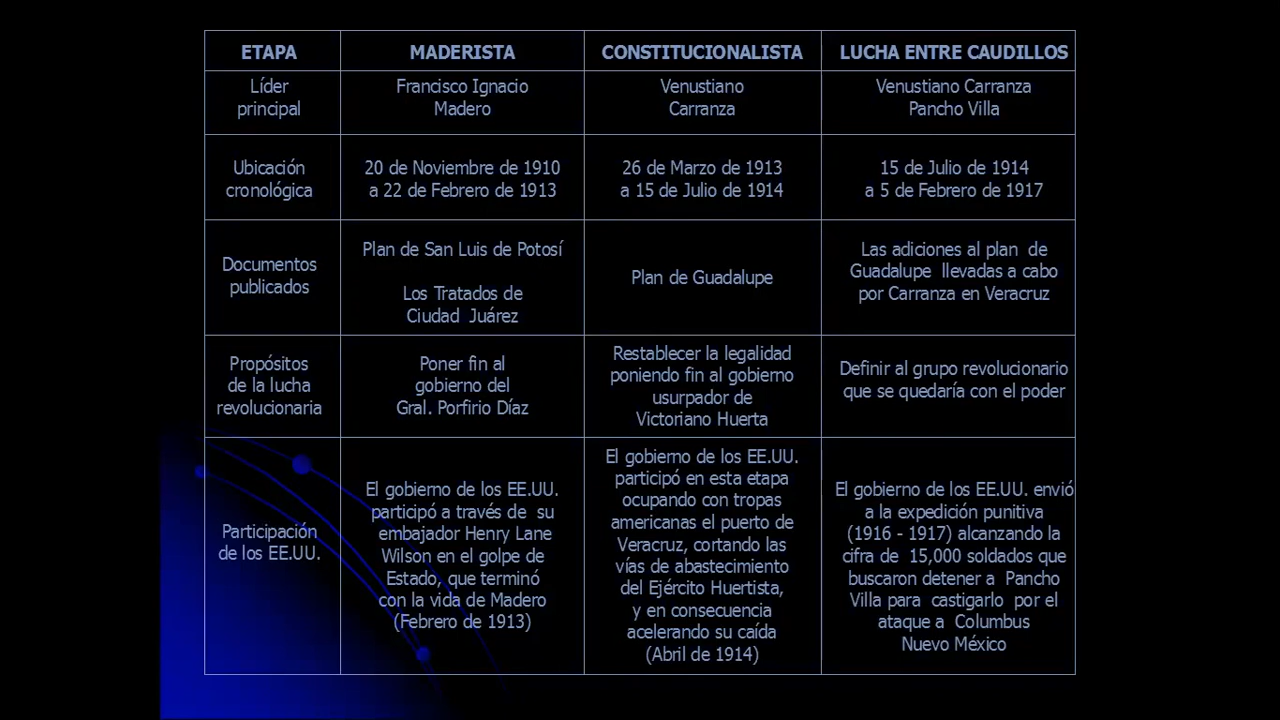 ETAPA
MADERISTA
CONSTITUCIONALISTA
LUCHA ENTRE CAUDILLOS
Líder
principal
Francisco Ignacio
Madero
Venustiano
Carranza
Venustiano Carranza
Pancho Villa
Ubicación
cronológica
20 de Noviembre de 1910
a 22 de Febrero de 1913
26 de Marzo de 1913
a 15 de Julio de 1914
15 de Julio de 1914
a 5 de Febrero de 1917
Documentos
publicados
Plan de San Luis de Potosí
Los Tratados de
Ciudad Juárez
Plan de Guadalupe
Las adiciones al plan de
Guadalupe llevadas a cabo
por Carranza en Veracruz
Propósitos
de la lucha
revolucionaria
Poner fin al
gobierno del
Gral. Porfirio Díaz
Restablecer la legalidad
poniendo fin al gobierno
usurpador de
Victoriano Huerta
Definir al grupo revolucionario
que se quedaría con el poder
Participación
de los EE.UU.
El gobierno de los EE.UU.
participó a través de su
embajador Henry Lane
Wilson en el golpe de
Estado, que terminó
con la vida de Madero
(Febrero de 1913)
El gobierno de los EE.UU.
participó en esta etapa
ocupando con tropas
americanas el puerto de
Veracruz, cortando las
vías de abastecimiento
del Ejército Huertista,
y en consecuencia
acelerando su caída
(Abril de 1914)
El gobierno de los EE.UU. envió
a la expedición punitiva
(1916 - 1917) alcanzando la
cifra de 15,000 soldados que
buscaron detener a Pancho
Villa para castigarlo por el
ataque a Columbus
Nuevo México